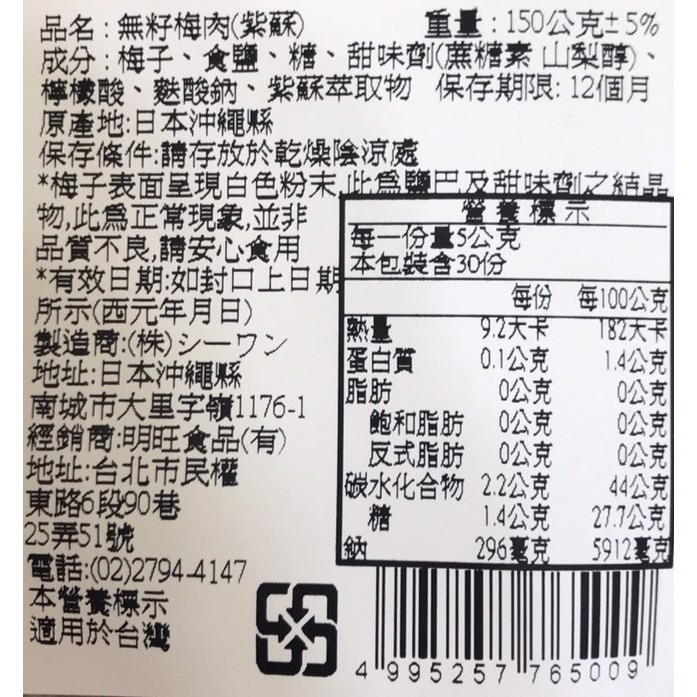 品名:無籽梅肉(紫蘇) 重量:150公克±5%
成分:梅子、食鹽、糖、甜味劑(蔗糖素 山梨醇)、
檸檬酸、麩酸鈉、紫蘇萃取物 保存期限:12個月
原產地:日本沖繩縣
保存條件:請存放於乾燥陰涼處
*梅子表面呈現白色粉末,此為鹽巴及甜味劑之結晶
物,此為正常現象,並非
品質不良,請安心食用
*有效日期:如封口上日期
所示(西元年月日)
製造商:(株)シーワン
地址:日本沖繩縣
南城市大里字嶺1176-1
經銷商:明旺食品(有)
地址:台北市民權
東路6段90巷
25弄51號
電話:(02)2794-4147
本營養標示
適用於台灣
營養標示
每一份量5公克
本包裝含30份
每份 每100公克
熱量 9.2大卡 182大卡
蛋白質 0.1公克 1.4公克
脂肪 0公克 0公克
飽和脂肪 0公克 0公克
反式脂肪 0公克 0公克
碳水化合物 2.2公克 44公克
糖 1.4公克 27.7公克
鈉 296毫克 5912毫克
4 995257 765009